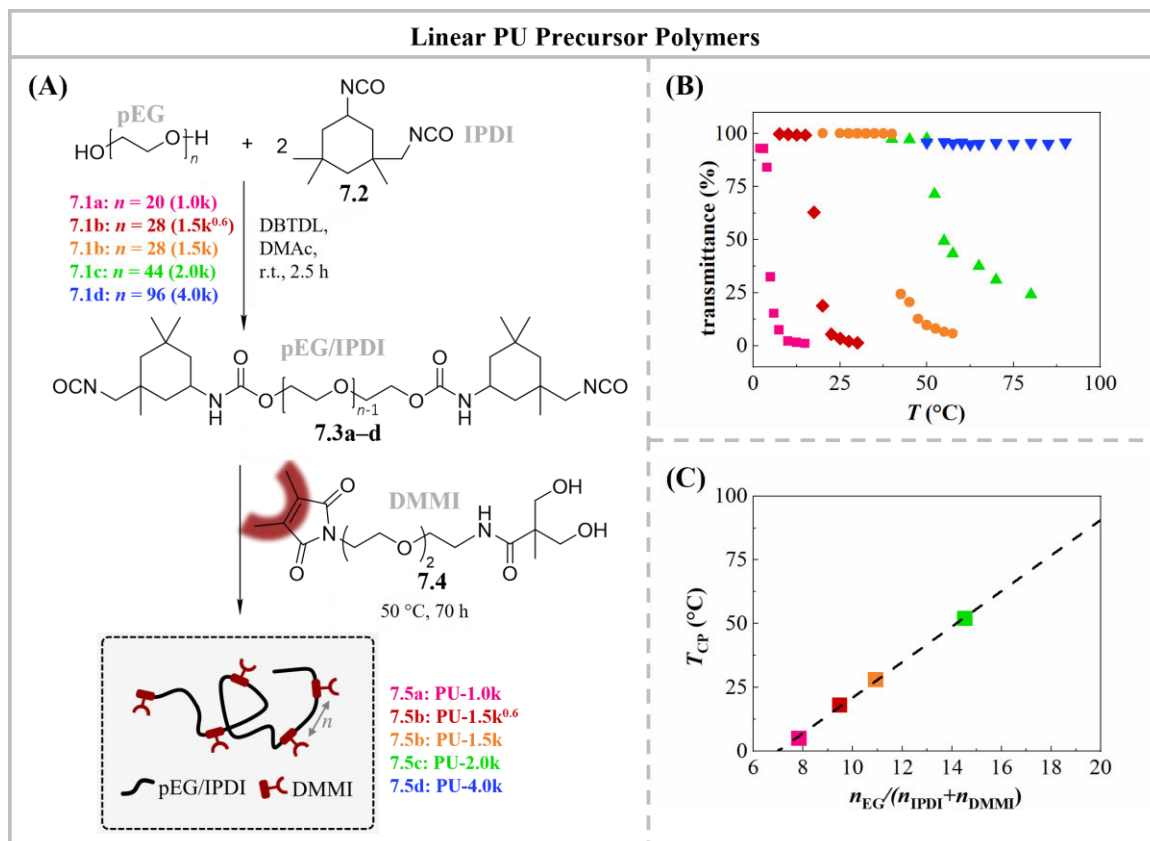 Linear PU Precursor Polymers
(A)
pEG
HO
O
H
n
+
2
NCO
NCO
IPDI
7.2
7.1a: n = 20 (1.0k)
7.1b: n = 28 (1.5k^0.6)
7.1b: n = 28 (1.5k)
7.1c: n = 44 (2.0k)
7.1d: n = 96 (4.0k)
DBTDL,
DMAc,
r.t., 2.5 h
pEG/IPDI
OCN
N
H
O
O
O
n-1
O
O
N
H
NCO
7.3a–d
DMMI
O
N
O
O
2
H
N
O
OH
OH
7.4
50 °C, 70 h
n
pEG/IPDI
DMMI
7.5a: PU-1.0k
7.5b: PU-1.5k^0.6
7.5b: PU-1.5k
7.5c: PU-2.0k
7.5d: PU-4.0k
(B)
transmittance (%)
100
75
50
25
0
0 25 50 75 100
T (°C)
(C)
T_CP (°C)
100
75
50
25
0
6 8 10 12 14 16 18 20
n_EG/(n_IPDI+n_DMMI)